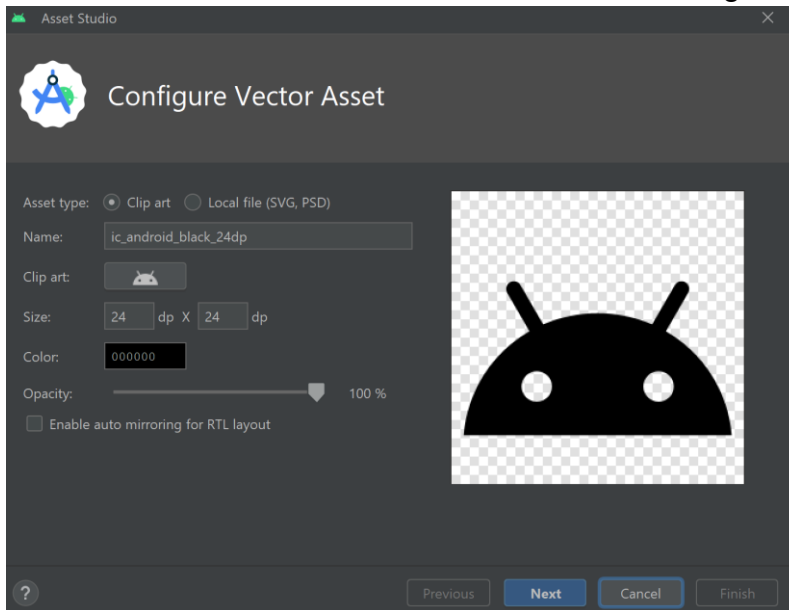 Asset Studio
Configure Vector Asset
Asset type: Clip art Local file (SVG, PSD)
Name: ic_android_black_24dp
Clip art:
Size: 24 dp X 24 dp
Color: 000000
Opacity: 100 %
Enable auto mirroring for RTL layout
? Previous Next Cancel Finish